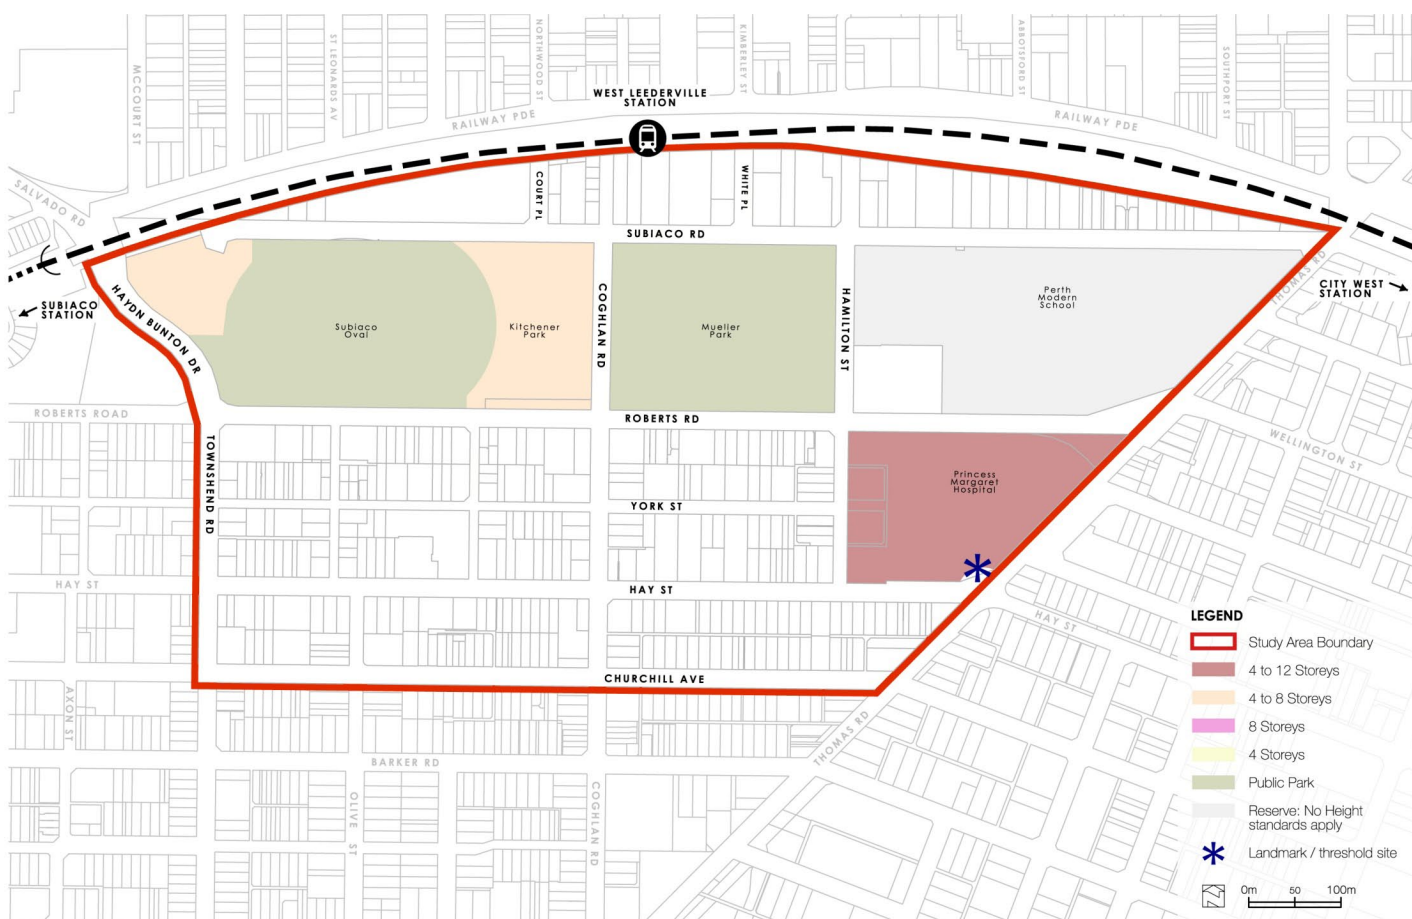 MCCOURT ST
ST LEONARDS AV
NORTHWOOD ST
KIMBERLEY ST
ABBOTSFORD ST
SOUTHPORT ST
WEST LEEDERVILLE
STATION
RAILWAY PDE
RAILWAY PDE
SALVADO RD
COURT PL
WHITE PL
SUBIACO RD
THOMAS RD
SUBIACO
STATION
HAYDN BUNTON DR
COGHLAN RD
HAMILTON ST
CITY WEST
STATION
Perth
Modern
School
Subiaco
Oval
Kitchener
Park
Mueller
Park
ROBERTS ROAD
ROBERTS RD
WELLINGTON ST
TOWNSHEND RD
Princess
Margaret
Hospital
YORK ST
HAY ST
HAY ST
HAY ST
CHURCHILL AVE
AXON ST
THOMAS RD
BARKER RD
OLIVE ST
COGHLAN RD
LEGEND
Study Area Boundary
4 to 12 Storeys
4 to 8 Storeys
8 Storeys
4 Storeys
Public Park
Reserve: No Height
standards apply
Landmark / threshold site
0m 50 100m